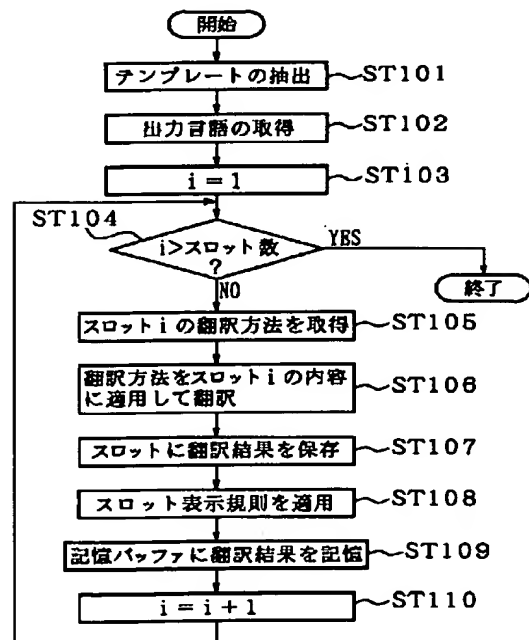 開始
テンプレートの抽出 ST101
出力言語の取得 ST102
i=1 ST103
ST104
i>スロット数 YES
?
NO 終了
スロットiの翻訳方法を取得 ST105
翻訳方法をスロットiの内容
に適用して翻訳 ST106
スロットに翻訳結果を保存 ST107
スロット表示規則を適用 ST108
記憶バッファに翻訳結果を記憶 ST109
i=i+1 ST110